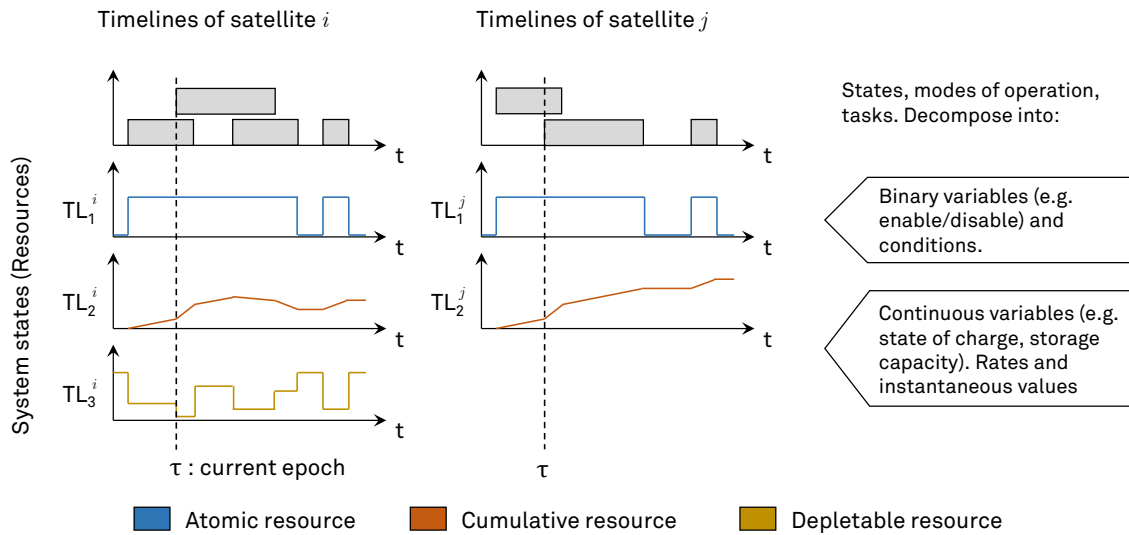 Timelines of satellite i
Timelines of satellite j
States, modes of operation,
tasks. Decompose into:
t
t
System states (Resources)
TL₁ⁱ
t
TL₁ʲ
t
Binary variables (e.g.
enable/disable) and
conditions.
TL₂ⁱ
t
TL₂ʲ
t
Continuous variables (e.g.
state of charge, storage
capacity). Rates and
instantaneous values
TL₃ⁱ
t
τ : current epoch
τ
Atomic resource
Cumulative resource
Depletable resource